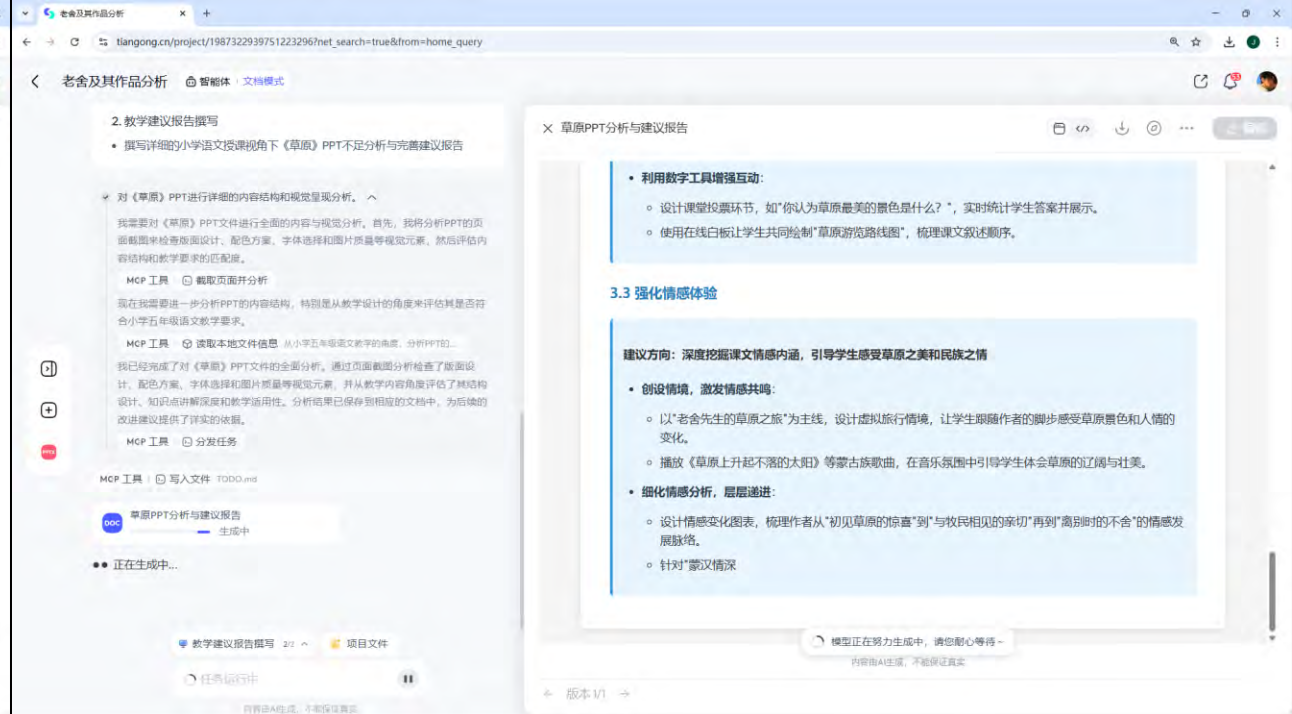 老舍及其作品分析
tiangong.cn/project/1987322939751223296?net_search=true&from=home_query
老舍及其作品分析 智能体 文档模式
2. 教学建议报告撰写
• 撰写详细的小学语文授课视角下《草原》PPT不足分析与完善建议报告
对《草原》PPT进行详细的内容结构和视觉呈现分析。
我需要对《草原》PPT文件进行全面的内容与视觉分析。首先，我将分析PPT的页
面截图来检查版面设计、配色方案、字体选择和图片质量等视觉元素，然后评估内
容结构和教学要求的匹配度。
MCP 工具 截取页面并分析
现在我需要进一步分析PPT的内容结构，特别是从教学设计的角度来评估其是否符
合小学五年级语文教学要求。
MCP 工具 读取本地文件信息 从小学五年级语文教学的角度，分析PPT的...
我已经完成了对《草原》PPT文件的全面分析。通过页面截图分析检查了版面设
计、配色方案、字体选择和图片质量等视觉元素，并从教学内容角度评估了其结构
设计、知识点讲解深度和教学适用性。分析结果已保存到相应的文档中，为后续的
改进建议提供了详实的依据。
MCP 工具 分发任务
MCP 工具 写入文件 TODO.md
DOC 草原PPT分析与建议报告
生成中
正在生成中...
教学建议报告撰写 2/2 项目文件
任务运行中
内容由AI生成，不能保证真实
草原PPT分析与建议报告
• 利用数字工具增强互动：
设计课堂投票环节，如"你认为草原最美的景色是什么？"，实时统计学生答案并展示。
使用在线白板让学生共同绘制"草原游览路线图"，梳理课文叙述顺序。
3.3 强化情感体验
建议方向：深度挖掘课文情感内涵，引导学生感受草原之美和民族之情
• 创设情境，激发情感共鸣：
以"老舍先生的草原之旅"为主线，设计虚拟旅行情境，让学生跟随作者的脚步感受草原景色和人情的
变化。
播放《草原上升起不落的太阳》等蒙古族歌曲，在音乐氛围中引导学生体会草原的辽阔与壮美。
• 细化情感分析，层层递进：
设计情感变化图表，梳理作者从"初见草原的惊喜"到"与牧民相见的亲切"再到"离别时的不舍"的情感发
展脉络。
针对"蒙汉情深
模型正在努力生成中，请您耐心等待~
内容由AI生成，不能保证真实
版本 1/1